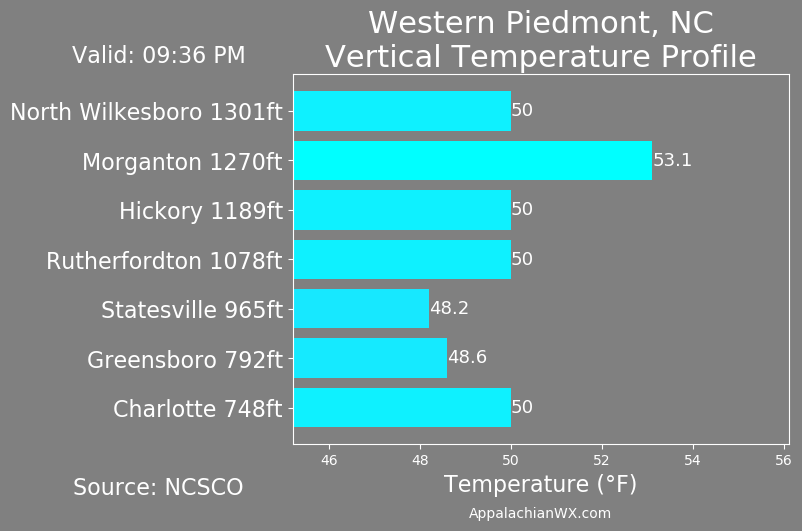 Western Piedmont, NC
Vertical Temperature Profile
Valid: 09:36 PM
North Wilkesboro 1301ft 50
Morganton 1270ft 53.1
Hickory 1189ft 50
Rutherfordton 1078ft 50
Statesville 965ft 48.2
Greensboro 792ft 48.6
Charlotte 748ft 50
46 48 50 52 54 56
Temperature (°F)
Source: NCSCO
AppalachianWX.com